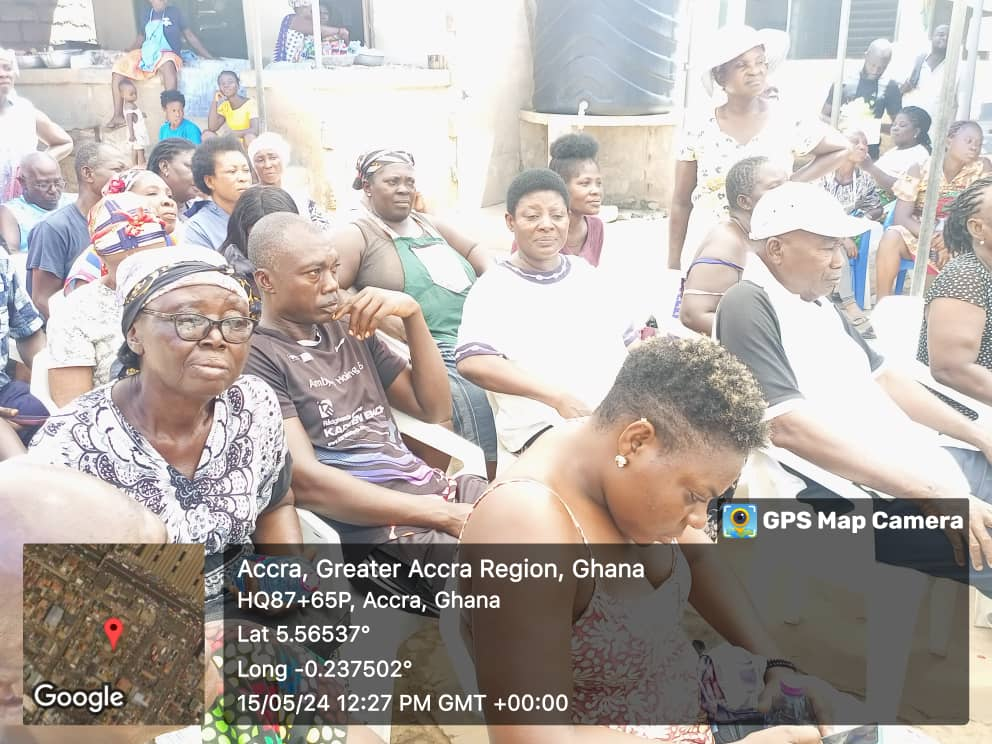 GPS Map Camera
Accra, Greater Accra Region, Ghana
HQ87+65P, Accra, Ghana
Lat 5.56537°
Long -0.237502°
15/05/24 12:27 PM GMT +00:00
Google